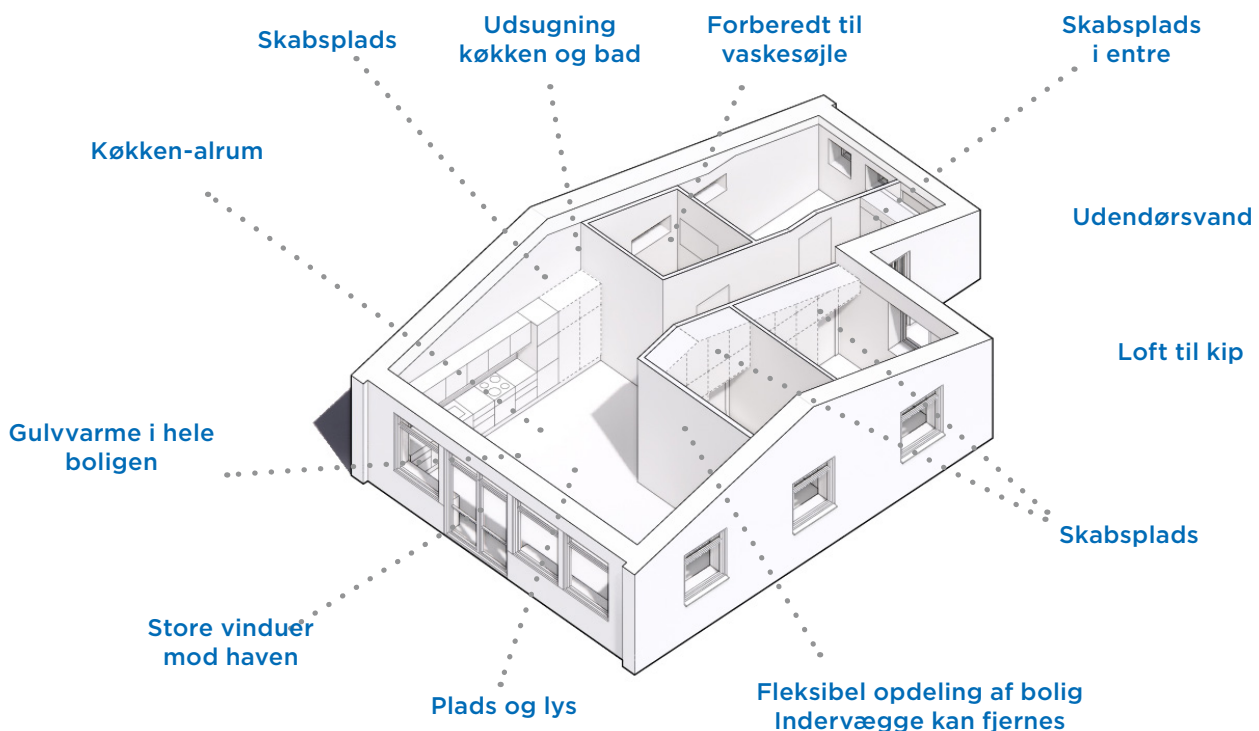 Skabsplads
Udsugning
køkken og bad
Forberedt til
vaskesøjle
Skabsplads
i entre
Køkken-alrum
Udendørsvand
Loft til kip
Gulvvarme i hele
boligen
Skabsplads
Store vinduer
mod haven
Plads og lys
Fleksibel opdeling af bolig
Indervægge kan fjernes